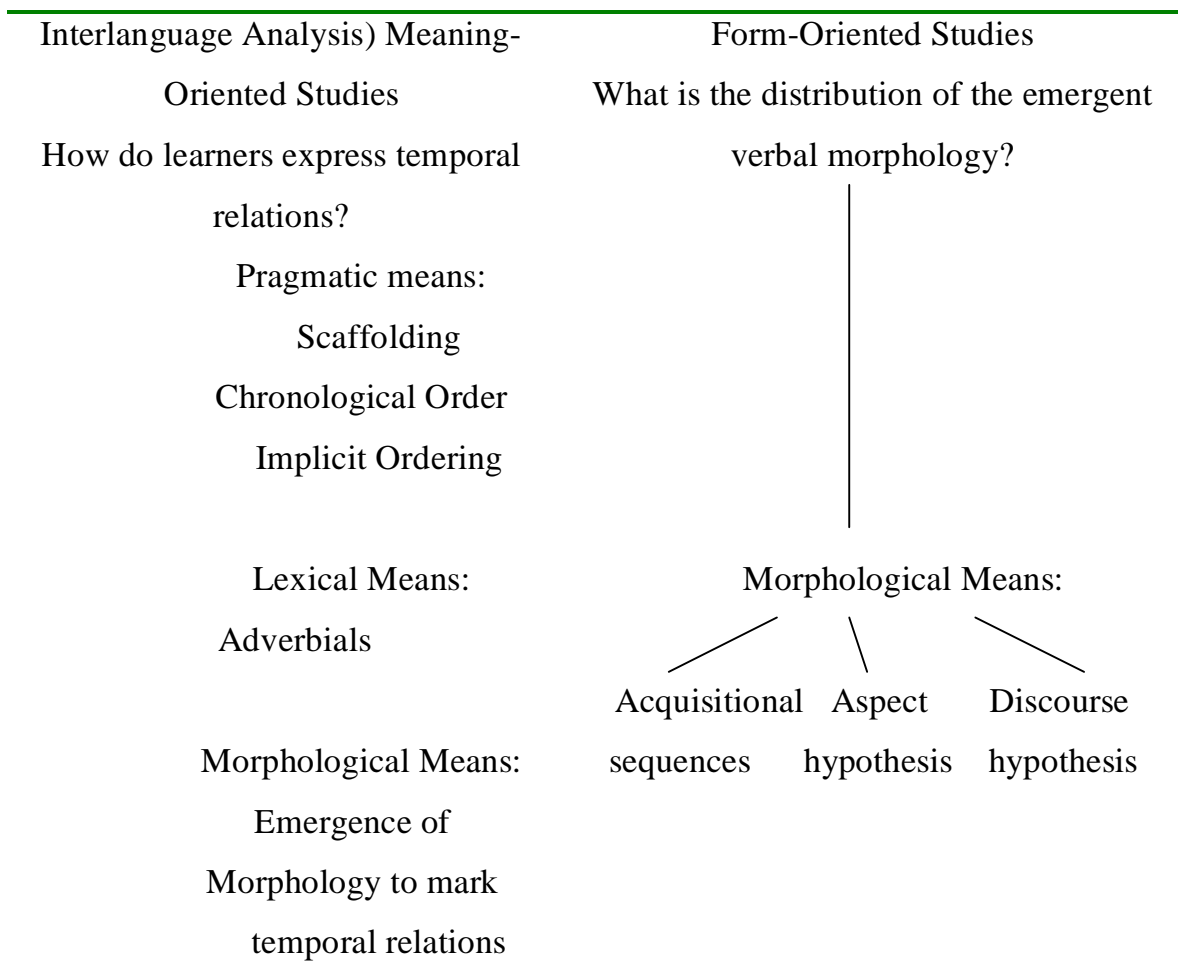 Interlanguage Analysis) Meaning-
Oriented Studies
How do learners express temporal
relations?
Pragmatic means:
Scaffolding
Chronological Order
Implicit Ordering
Lexical Means:
Adverbials
Morphological Means:
Emergence of
Morphology to mark
temporal relations
Form-Oriented Studies
What is the distribution of the emergent
verbal morphology?
Morphological Means:
Acquisitional
sequences
Aspect
hypothesis
Discourse
hypothesis